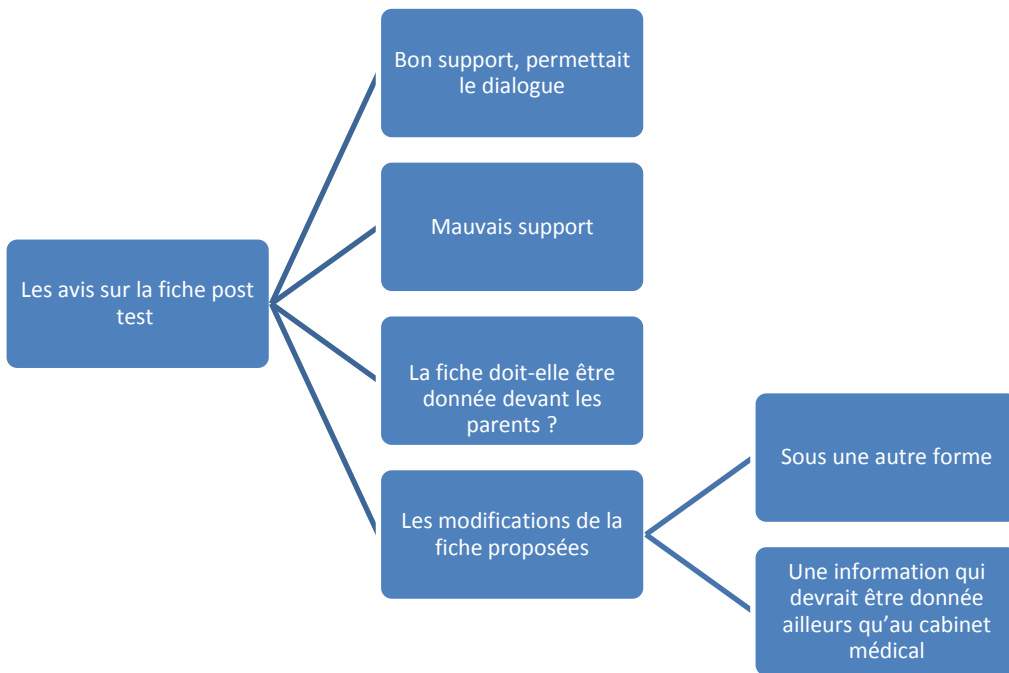 Les avis sur la fiche post
test
Bon support, permettait
le dialogue
Mauvais support
La fiche doit-elle être
donnée devant les
parents ?
Les modifications de la
fiche proposées
Sous une autre forme
Une information qui
devrait être donnée
ailleurs qu’au cabinet
médical